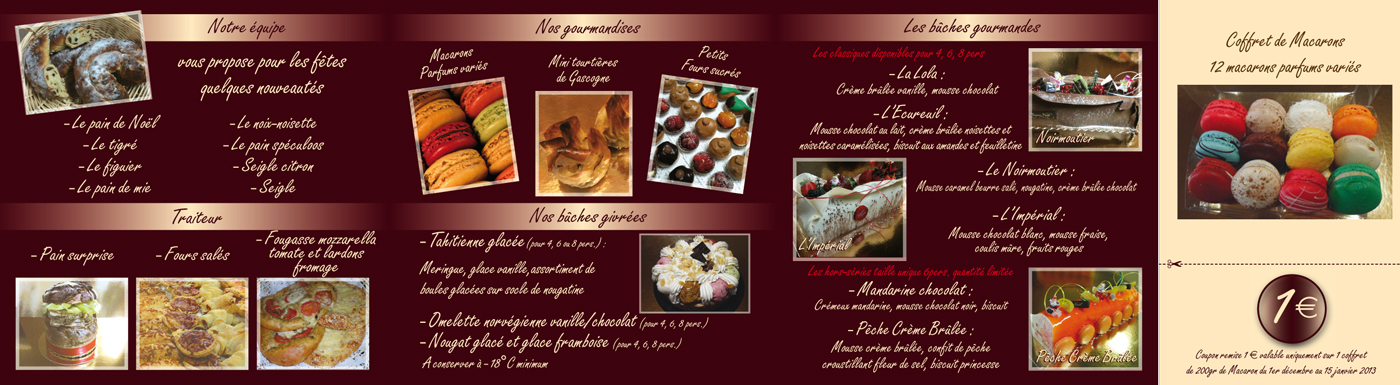 Notre équipe
vous propose pour les fêtes
quelques nouveautés
- Le pain de Noël
- Le tigré
- Le figuier
- Le pain de mie
- Le noix-noisette
- Le pain spéculoos
- Seigle citron
- Seigle
Traiteur
- Pain surprise
- Fours salés
- Fougasse mozzarella
tomate et lardons
fromage
Nos gourmandises
Macarons
Parfums variés
Mini tourtières
de Gascogne
Petits
Fours sucrés
Nos bûches givrées
- Tahitienne glacée (pour 4, 6 ou 8 pers.) :
Meringue, glace vanille, assortiment de
boules glacées sur socle de nougatine
- Omelette norvégienne vanille/chocolat (pour 4, 6, 8 pers.)
- Nougat glacé et glace framboise (pour 4, 6, 8 pers.)
A conserver à - 18° C minimum
Les bûches gourmandes
Les classiques disponibles pour 4, 6, 8 pers.
- La Lola :
Crème brûlée vanille, mousse chocolat
- L'Ecureuil :
Mousse chocolat au lait, crème brûlée noisettes et
noisettes caramélisées, biscuit aux amandes et feuilletine
Noirmoutier
- Le Noirmoutier :
Mousse caramel beurre salé, nougatine, crème brûlée chocolat
L'Impérial
- L'Impérial :
Mousse chocolat blanc, mousse fraise,
coulis mûre, fruits rouges
Les hors-séries taille unique 6pers. quantité limitée
- Mandarine chocolat :
Crémeux mandarine, mousse chocolat noir, biscuit
- Pêche Crème Brûlée :
Mousse crème brûlée, confit de pêche
croustillant fleur de sel, biscuit princesse
Pêche Crème Brûlée
Coffret de Macarons
12 macarons parfums variés
1 €
Coupon remise 1 € valable uniquement sur 1 coffret
de 200gr de Macaron du 1er décembre au 15 janvier 2013